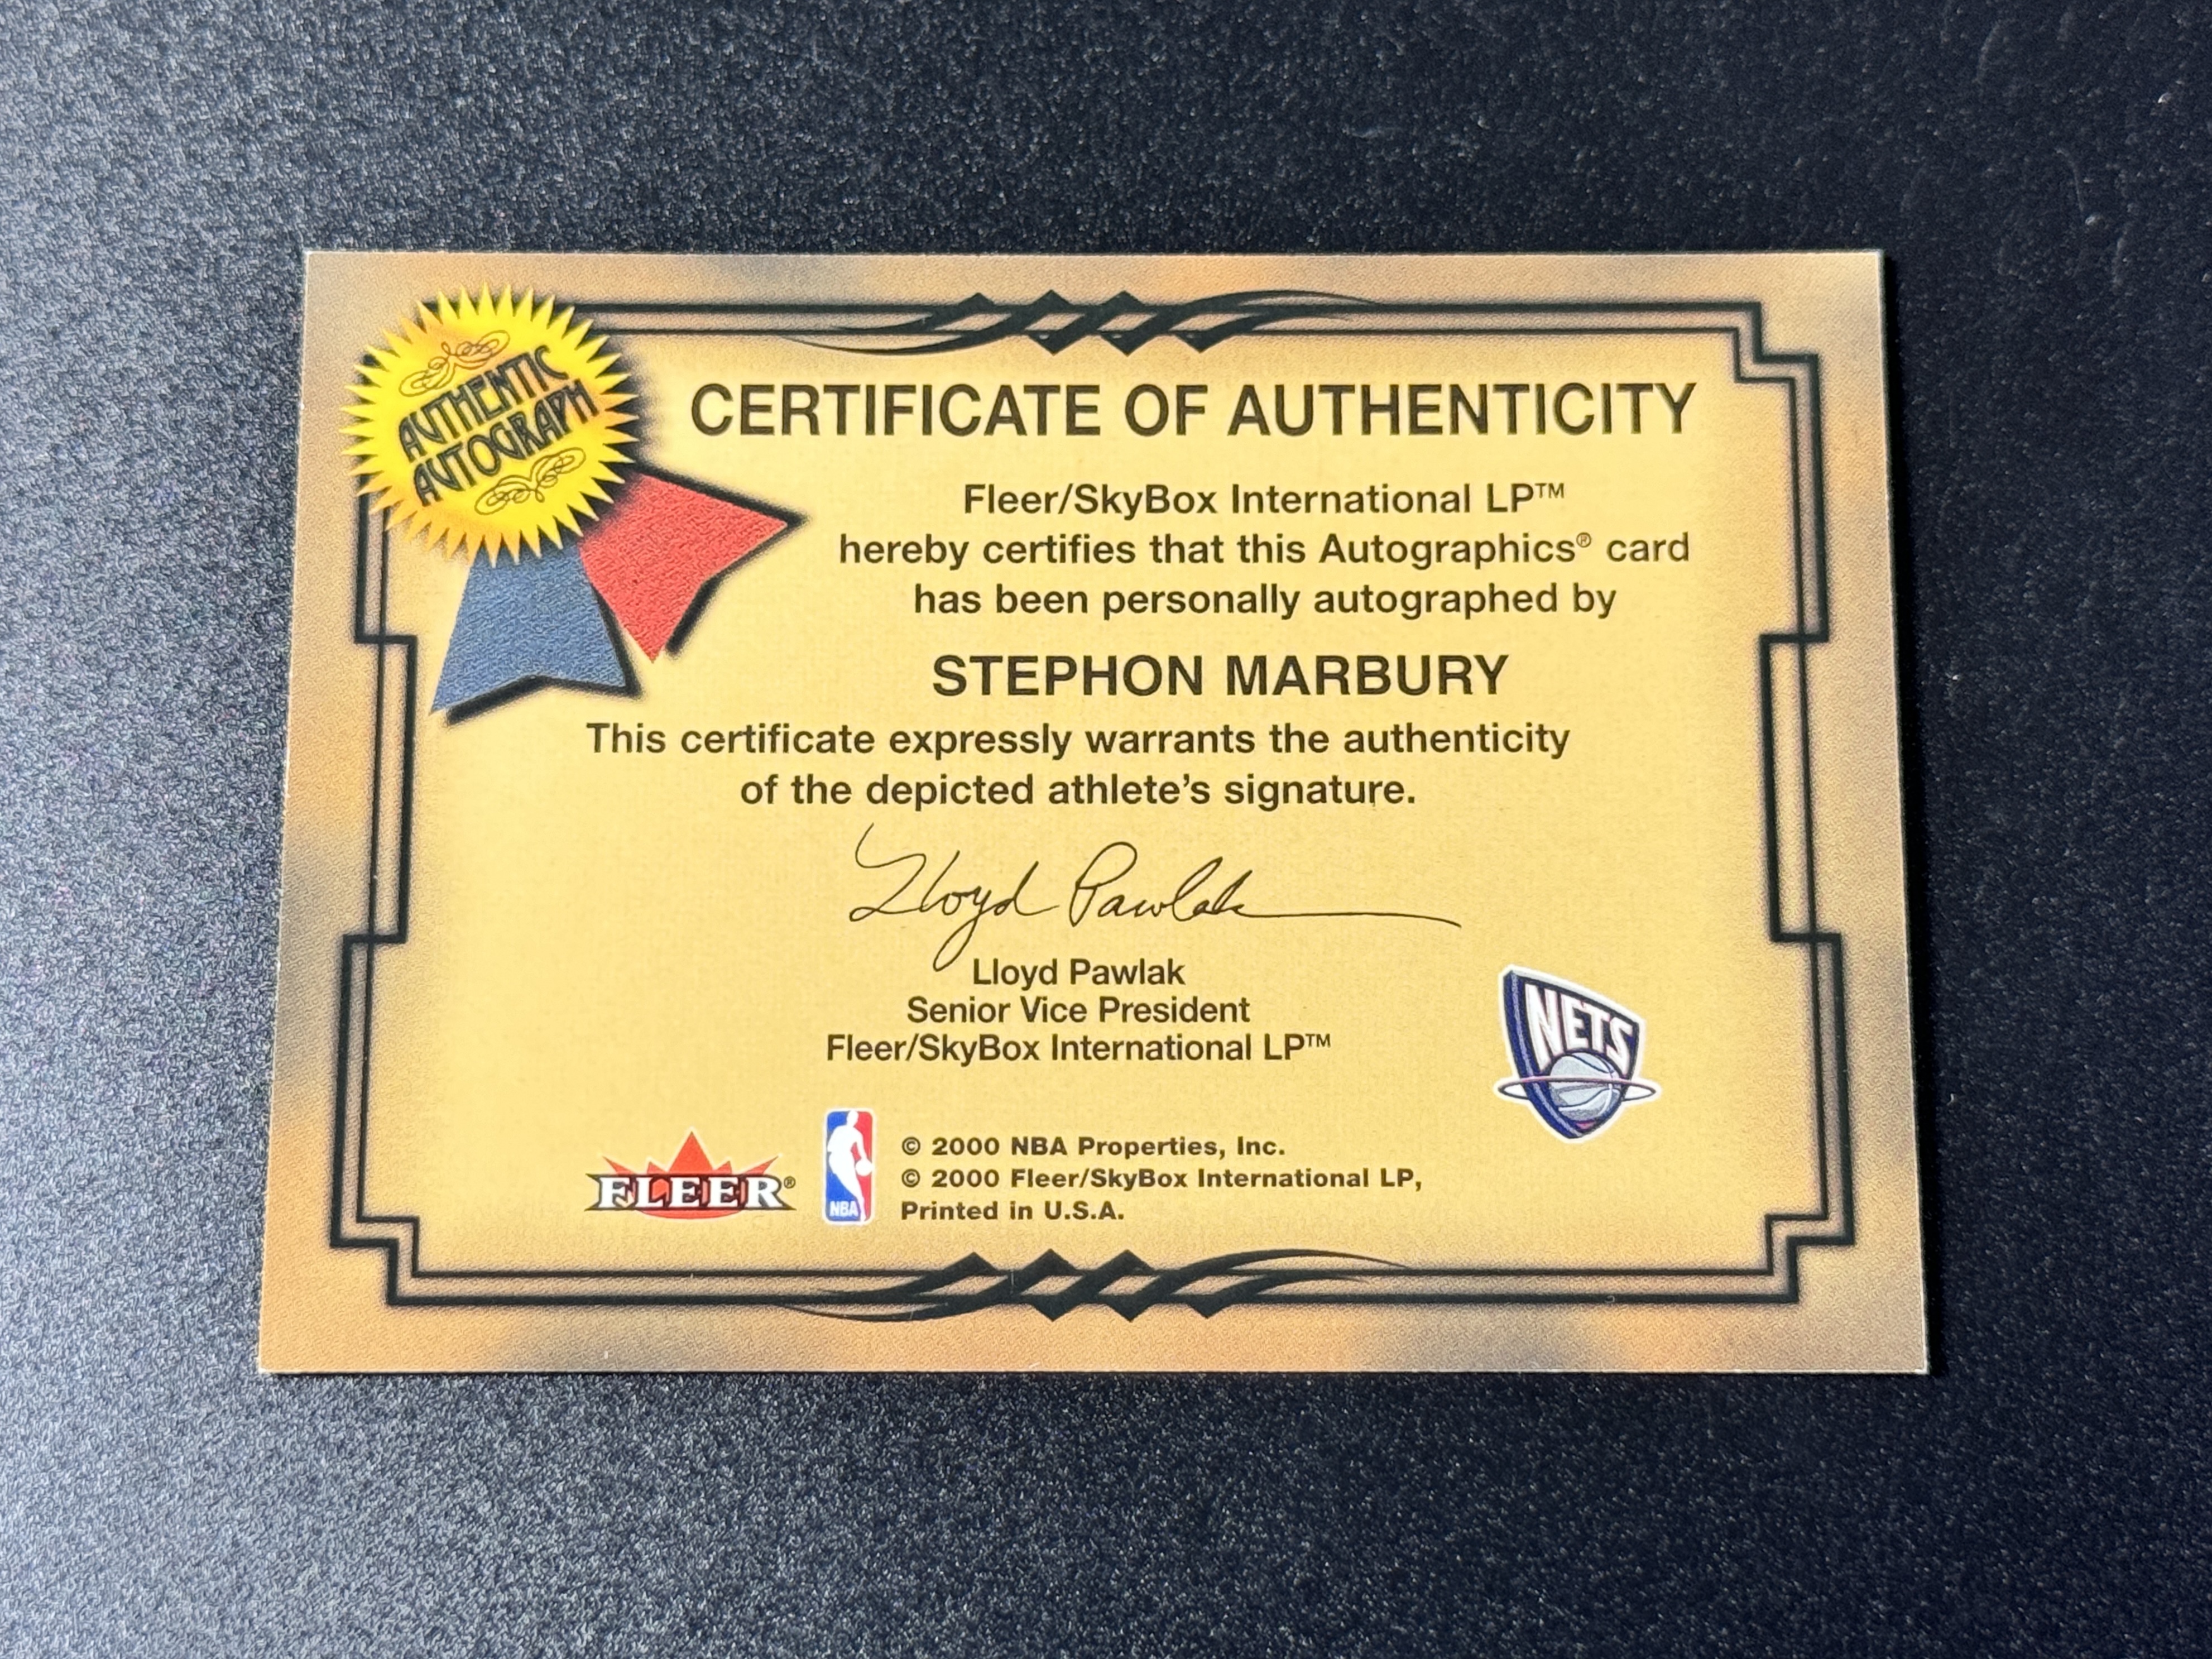 AUTHENTIC
AUTOGRAPH
CERTIFICATE OF AUTHENTICITY
Fleer/SkyBox International LP™
hereby certifies that this Autographics® card
has been personally autographed by
STEPHON MARBURY
This certificate expressly warrants the authenticity
of the depicted athlete's signature.
Lloyd Pawlak
Lloyd Pawlak
Senior Vice President
Fleer/SkyBox International LP™
NETS
FLEER®
NBA
© 2000 NBA Properties, Inc.
© 2000 Fleer/SkyBox International LP,
Printed in U.S.A.